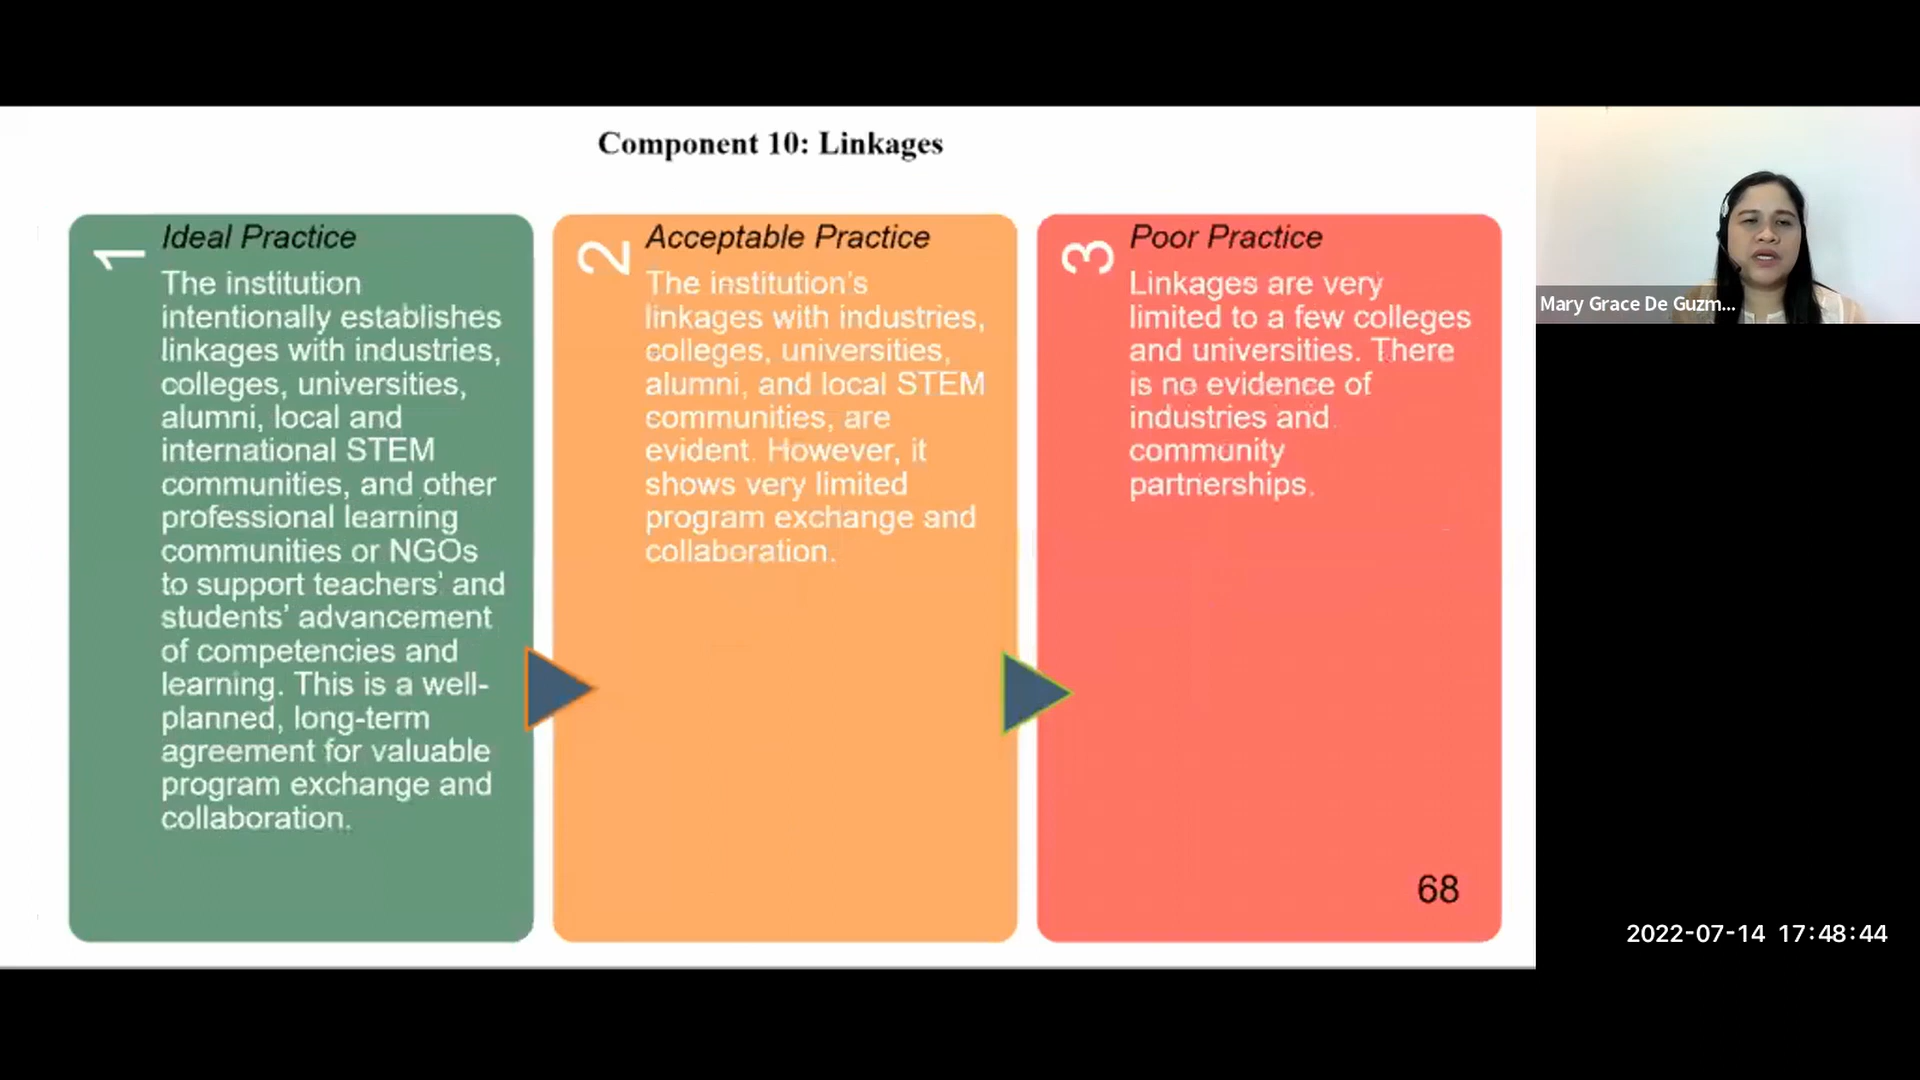 Component 10: Linkages
1
Ideal Practice
The institution
intentionally establishes
linkages with industries,
colleges, universities,
alumni, local and
international STEM
communities, and other
professional learning
communities or NGOs
to support teachers' and
students' advancement
of competencies and
learning. This is a well-
planned, long-term
agreement for valuable
program exchange and
collaboration.
2
Acceptable Practice
The institution's
linkages with industries,
colleges, universities,
alumni, and local STEM
communities, are
evident. However, it
shows very limited
program exchange and
collaboration.
3
Poor Practice
Linkages are very
limited to a few colleges
and universities. There
is no evidence of
industries and
community
partnerships.
68
Mary Grace De Guzm...
2022-07-14 17:48:44